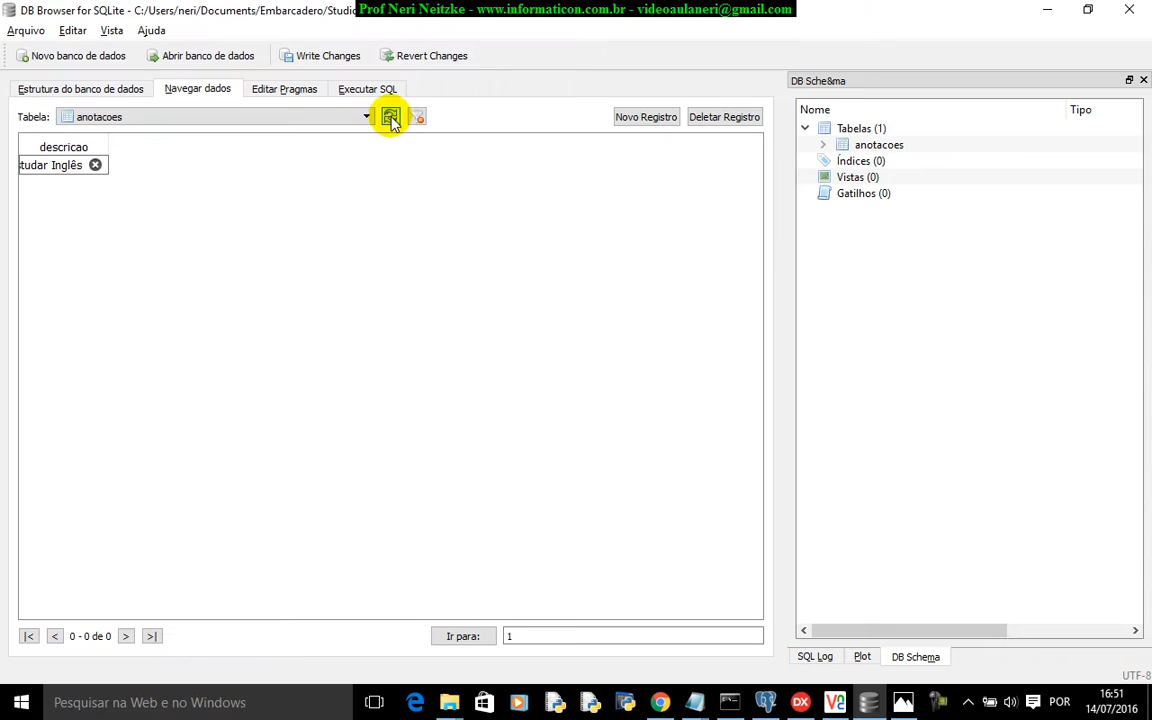 DB Browser for SQLite - C:/Users/neri/Documents/Embarcadero/Studio
Prof Neri Neitzke - www.informaticon.com.br - videoaulaneri@gmail.com
Arquivo Editar Vista Ajuda
Novo banco de dados Abrir banco de dados Write Changes Revert Changes
Estrutura do banco de dados Navegar dados Editar Pragmas Executar SQL
Tabela: anotacoes Novo Registro Deletar Registro
descricao
tudar Inglês
0 - 0 de 0 Ir para: 1
DB Sche&ma
Nome Tipo
Tabelas (1)
anotacoes
Índices (0)
Vistas (0)
Gatilhos (0)
SQL Log Plot DB Schema
UTF-8
Pesquisar na Web e no Windows
POR
16:51
14/07/2016